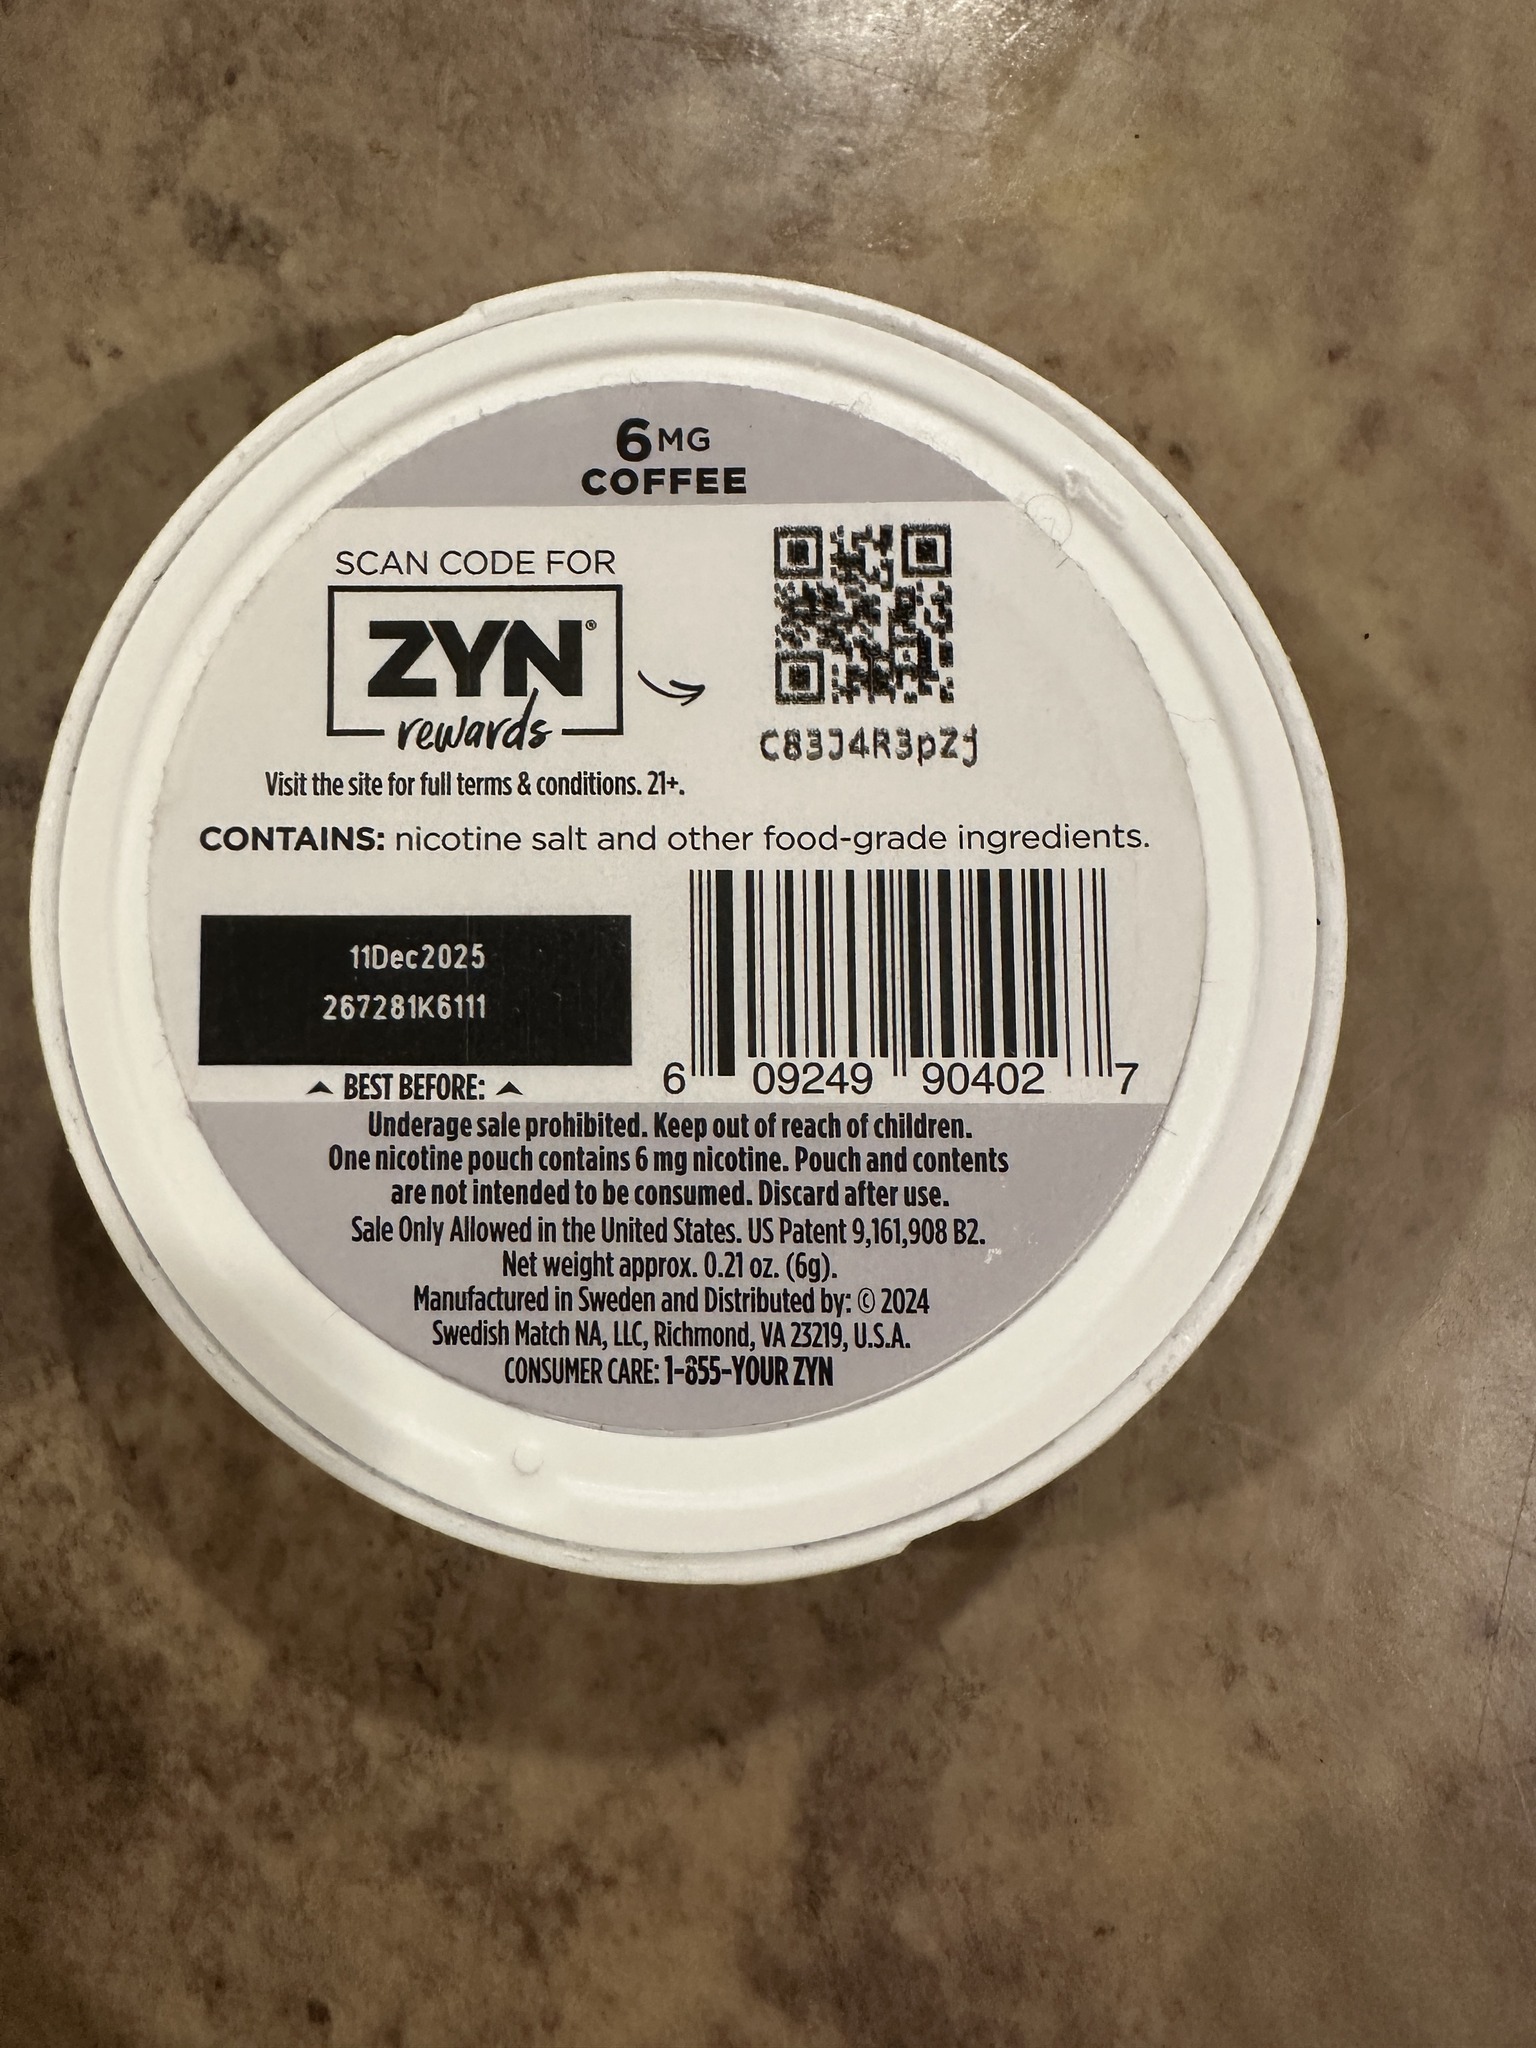 6 MG
COFFEE
SCAN CODE FOR
ZYN®
rewards
C83J4R3pZj
Visit the site for full terms & conditions. 21+.
CONTAINS: nicotine salt and other food-grade ingredients.
11Dec2025
267281K6111
BEST BEFORE:
6 09249 90402 7
Underage sale prohibited. Keep out of reach of children.
One nicotine pouch contains 6 mg nicotine. Pouch and contents
are not intended to be consumed. Discard after use.
Sale Only Allowed in the United States. US Patent 9,161,908 B2.
Net weight approx. 0.21 oz. (6g).
Manufactured in Sweden and Distributed by: © 2024
Swedish Match NA, LLC, Richmond, VA 23219, U.S.A.
CONSUMER CARE: 1-855-YOUR ZYN